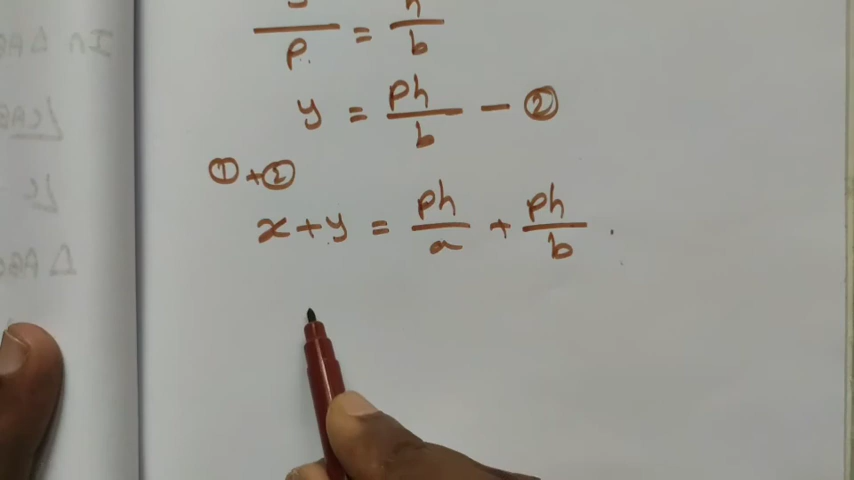 /p = h/b
y = ph/b - ②
① + ②
x + y = ph/a + ph/b .